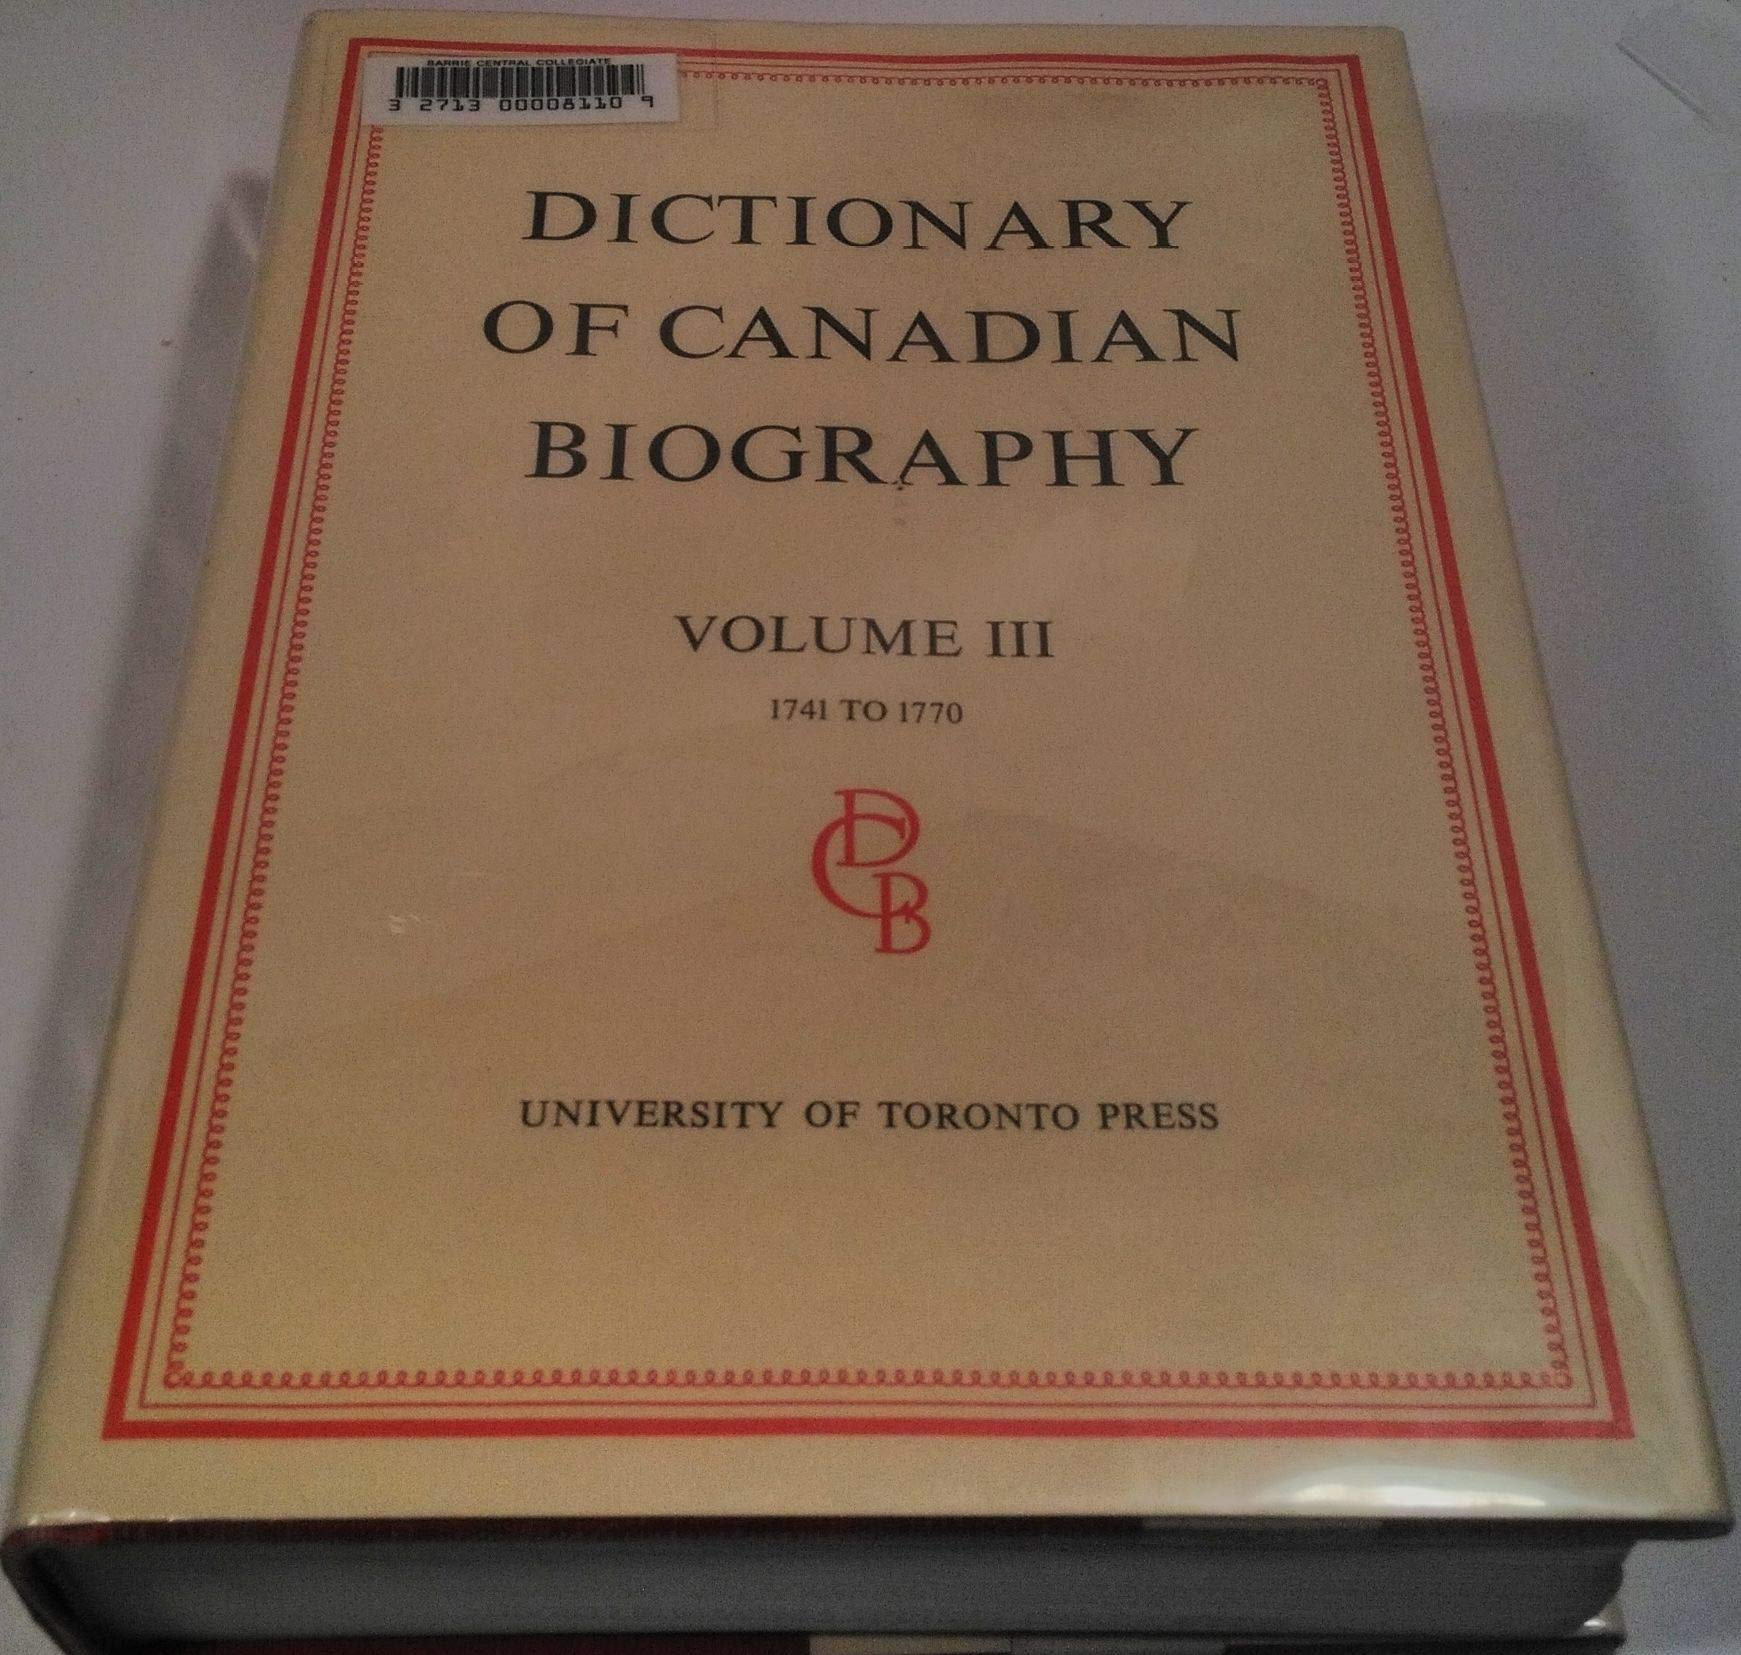 BARRIE CENTRAL COLLEGIATE
3 2713 00008110 9
DICTIONARY
OF CANADIAN
BIOGRAPHY
VOLUME III
1741 TO 1770
DCB
UNIVERSITY OF TORONTO PRESS